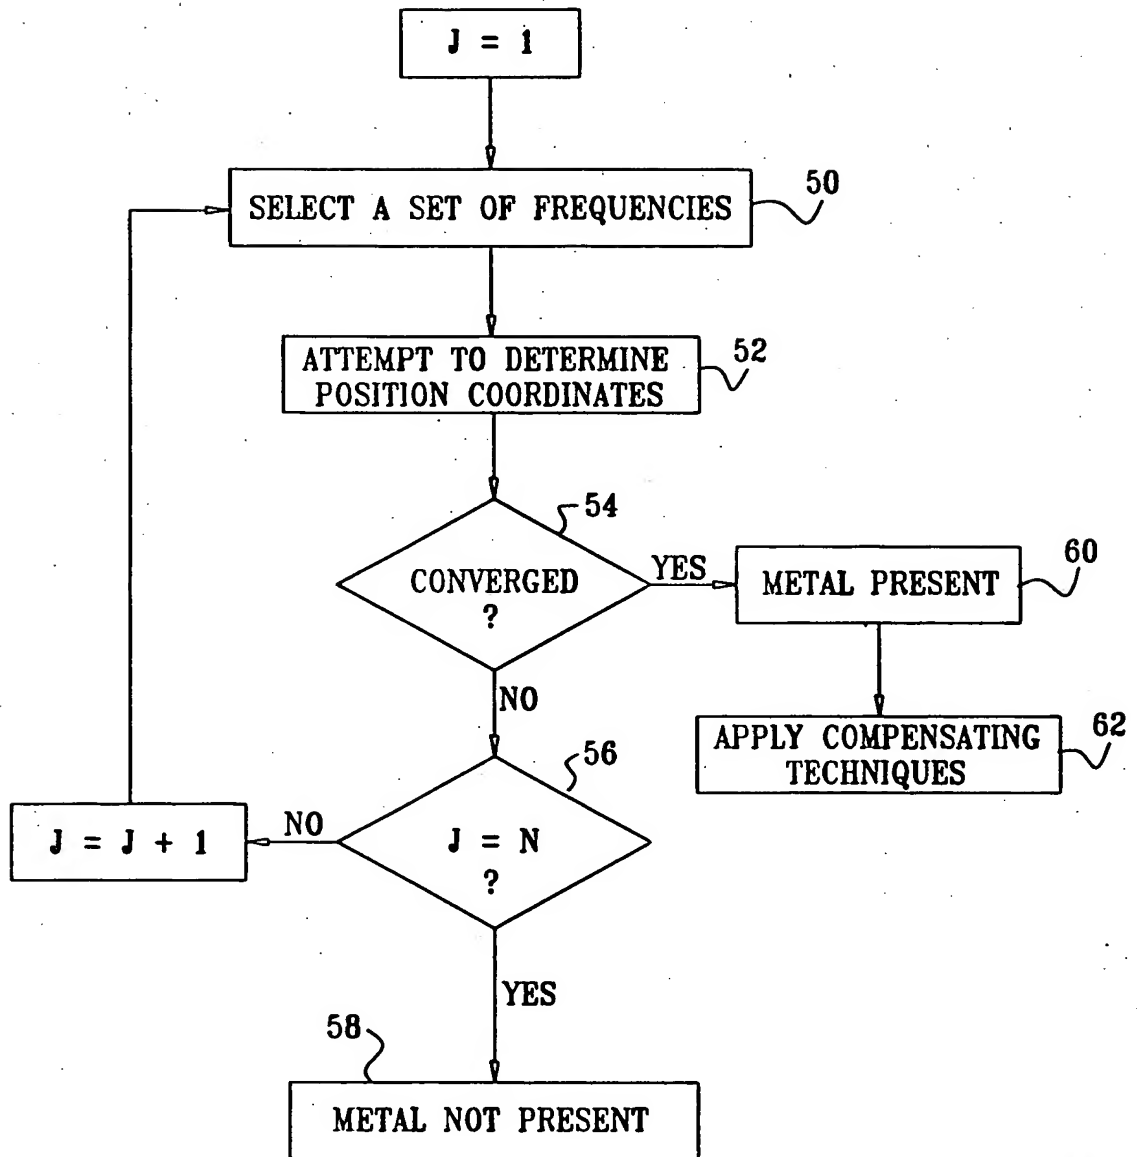 J = 1
SELECT A SET OF FREQUENCIES
50
ATTEMPT TO DETERMINE
POSITION COORDINATES
52
54
CONVERGED
?
YES
METAL PRESENT
60
NO
APPLY COMPENSATING
TECHNIQUES
62
56
J = N
?
NO
J = J + 1
YES
58
METAL NOT PRESENT